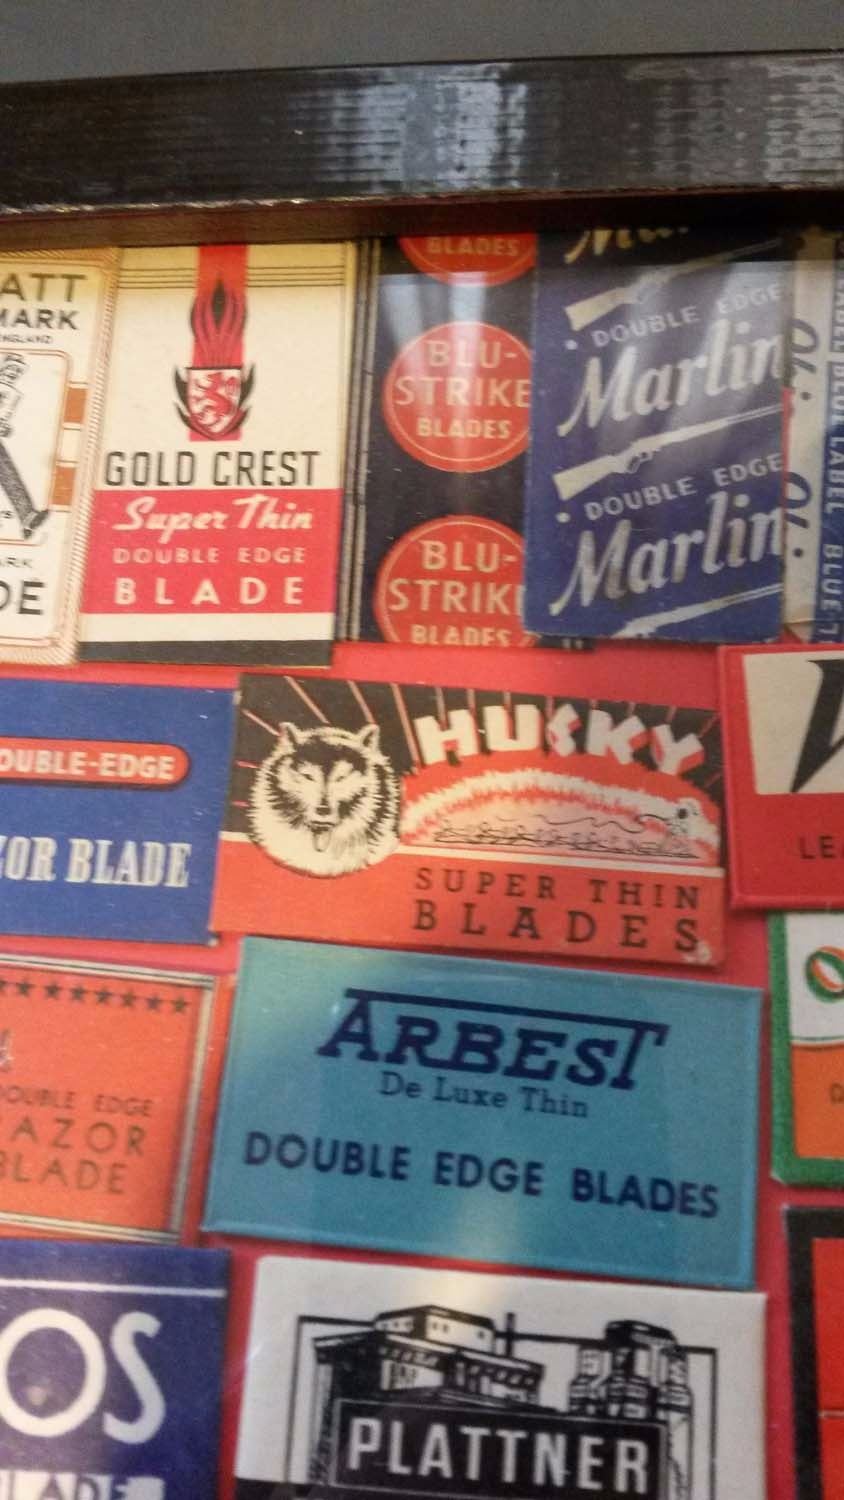 ATT
MARK
ENGLAND
ARK
DE
GOLD CREST
Super Thin
DOUBLE EDGE
BLADE
BLADES
BLU-
STRIKE
BLADES
BLU-
STRIK
BLADES
DOUBLE EDGE
Marlin
DOUBLE EDGE
Marlin
BLUE LABEL
OUBLE-EDGE
ZOR BLADE
HUSKY
SUPER THIN
BLADES
LEA
OUBLE EDGE
AZOR
BLADE
ARBEST
De Luxe Thin
DOUBLE EDGE BLADES
OS
BLADE
PLATTNER